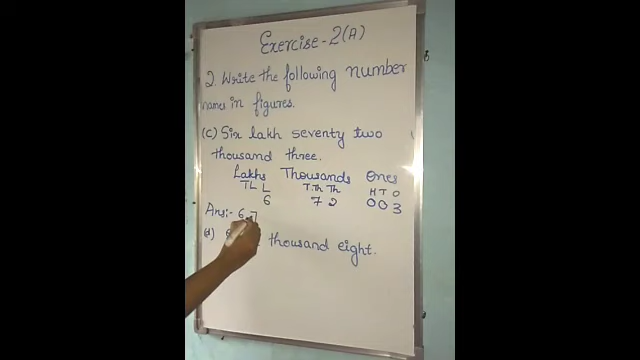 Exercise-2(A)
2. Write the following number
names in figures.
(C) Six lakh seventy two
thousand three.
Lakhs Thousands Ones
TL L T.Th Th H T O
6 7 2 0 0 3
Ans:- 6 7
(d) thousand eight.